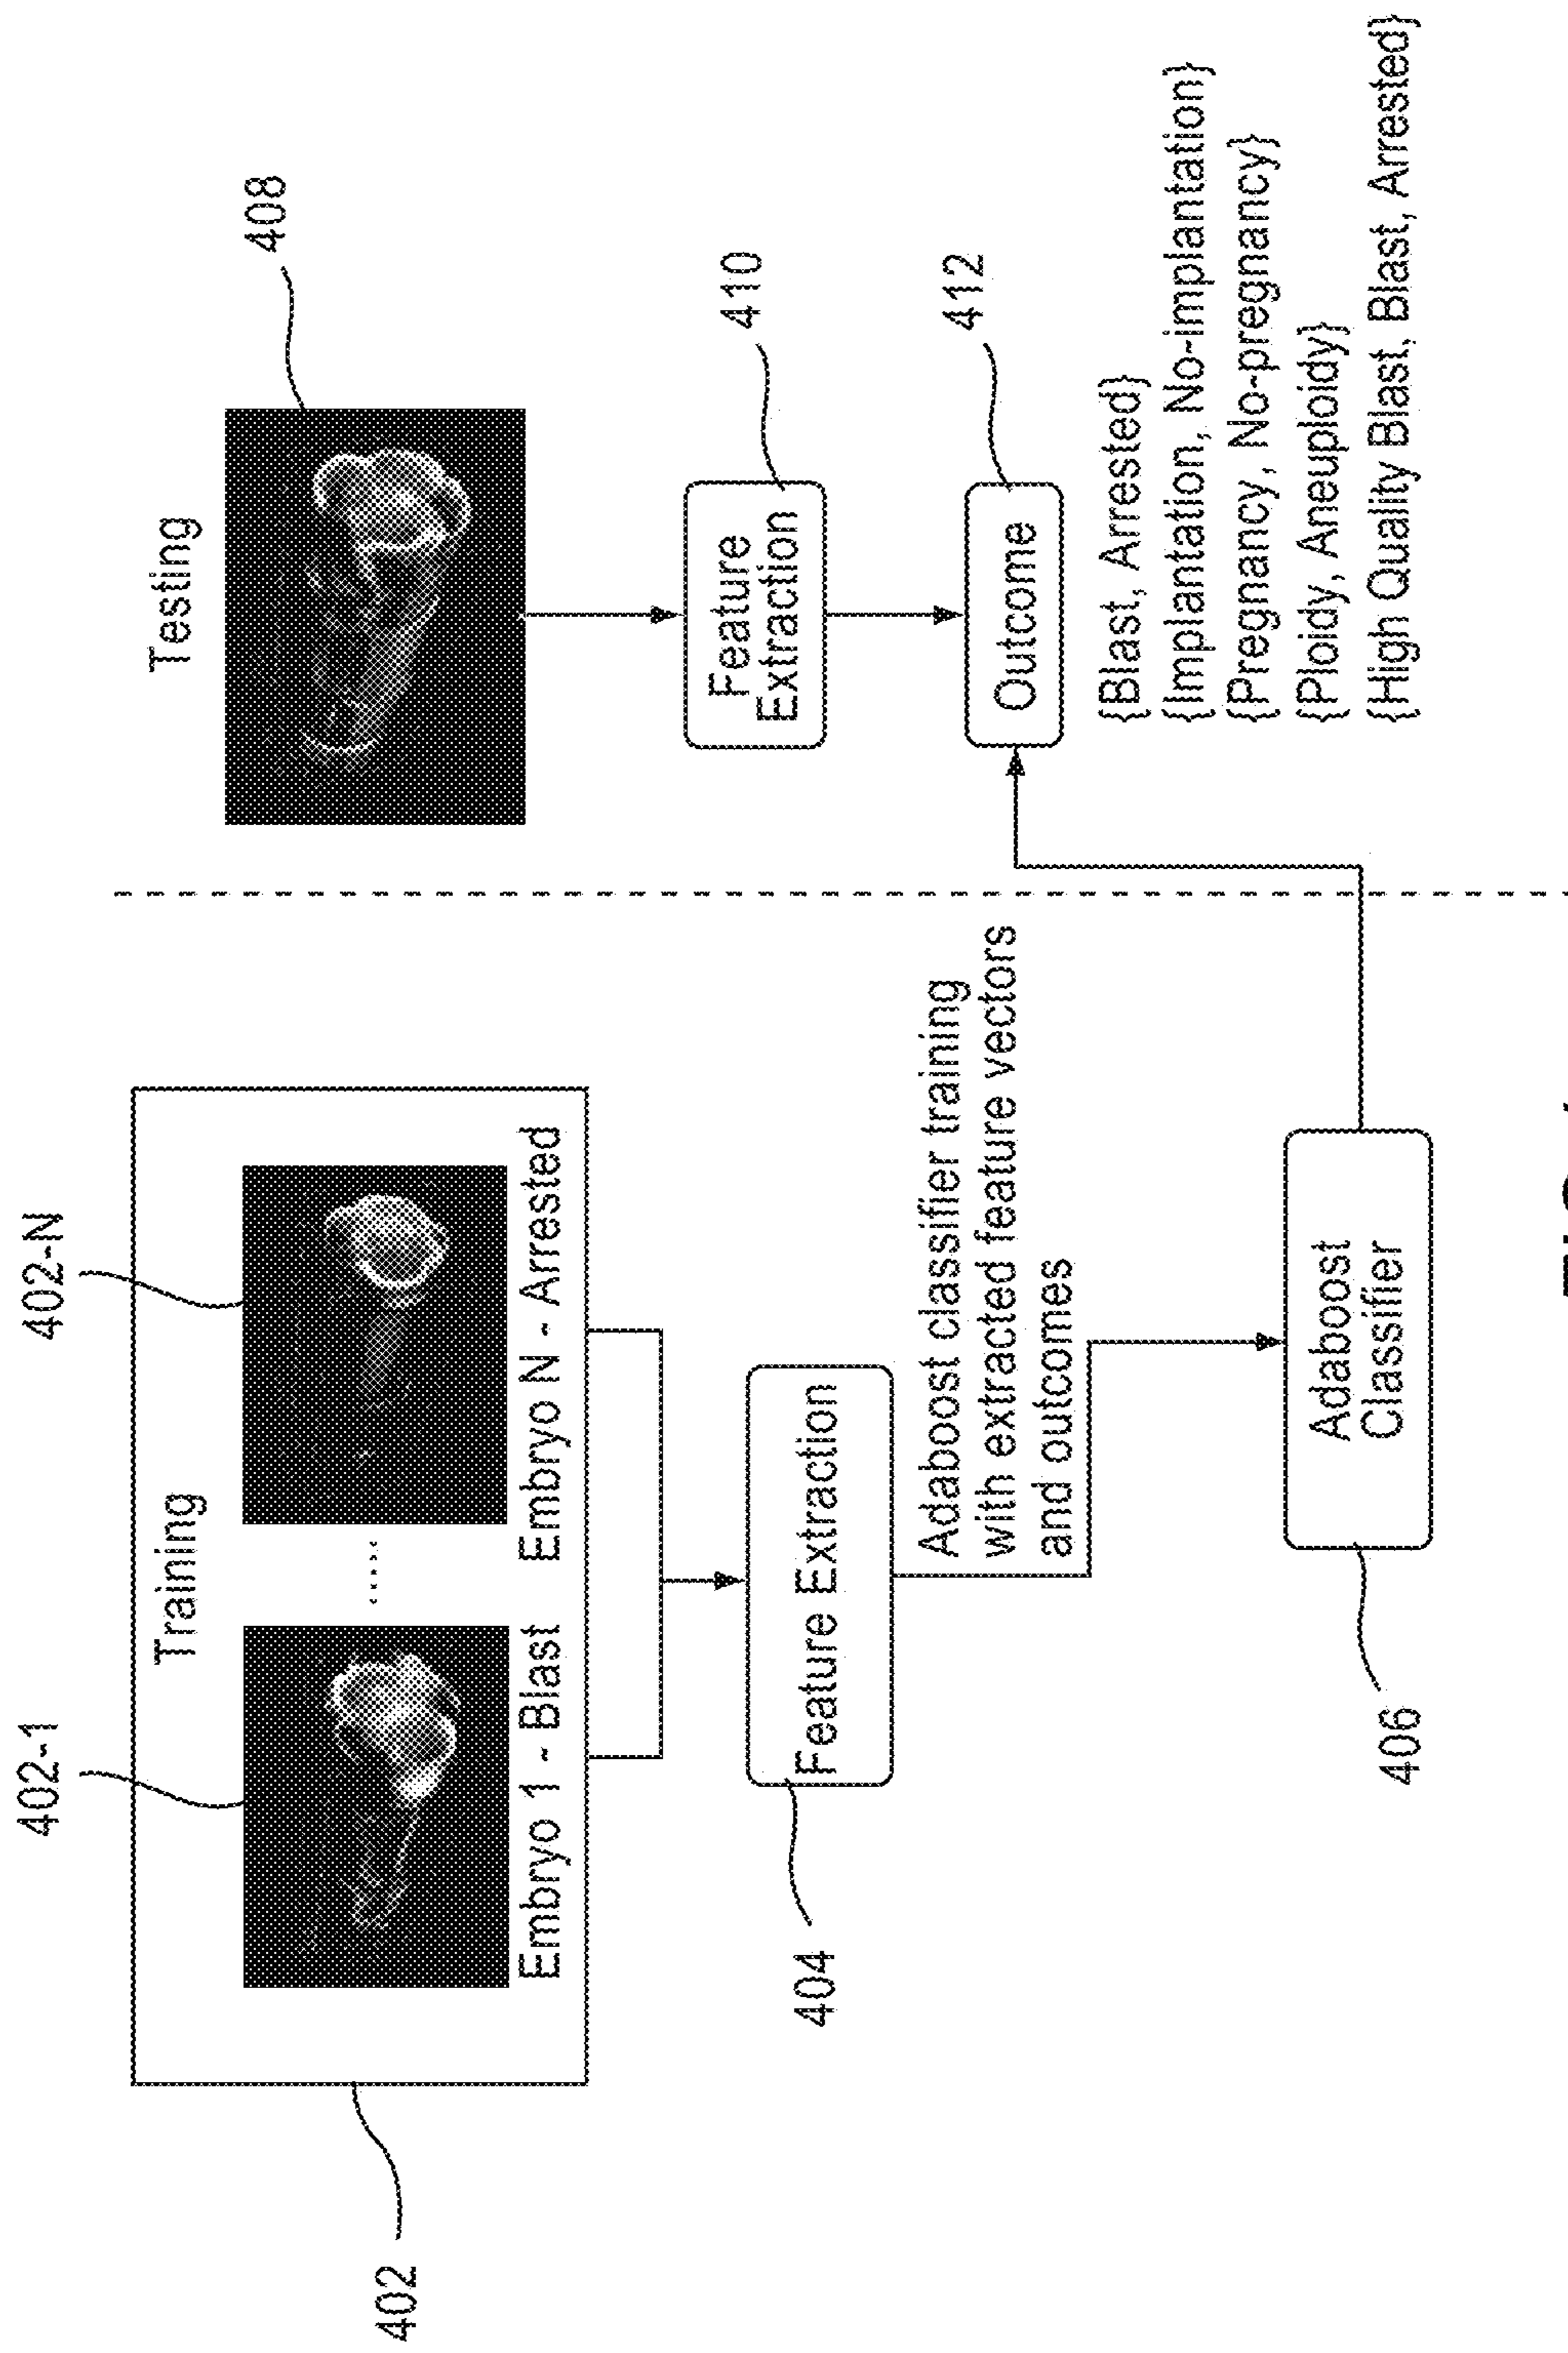 402-1
402-N
Training
Embryo 1 - Blast
Embryo N - Arrested
402
404
Feature Extraction
Adaboost classifier training
with extracted feature vectors
and outcomes
406
Adaboost
Classifier
Testing
408
Feature
Extraction
410
Outcome
412
{Blast, Arrested}
{Implantation, No-implantation}
{Pregnancy, No-pregnancy}
{Ploidy, Aneuploidy}
{High Quality Blast, Blast, Arrested}